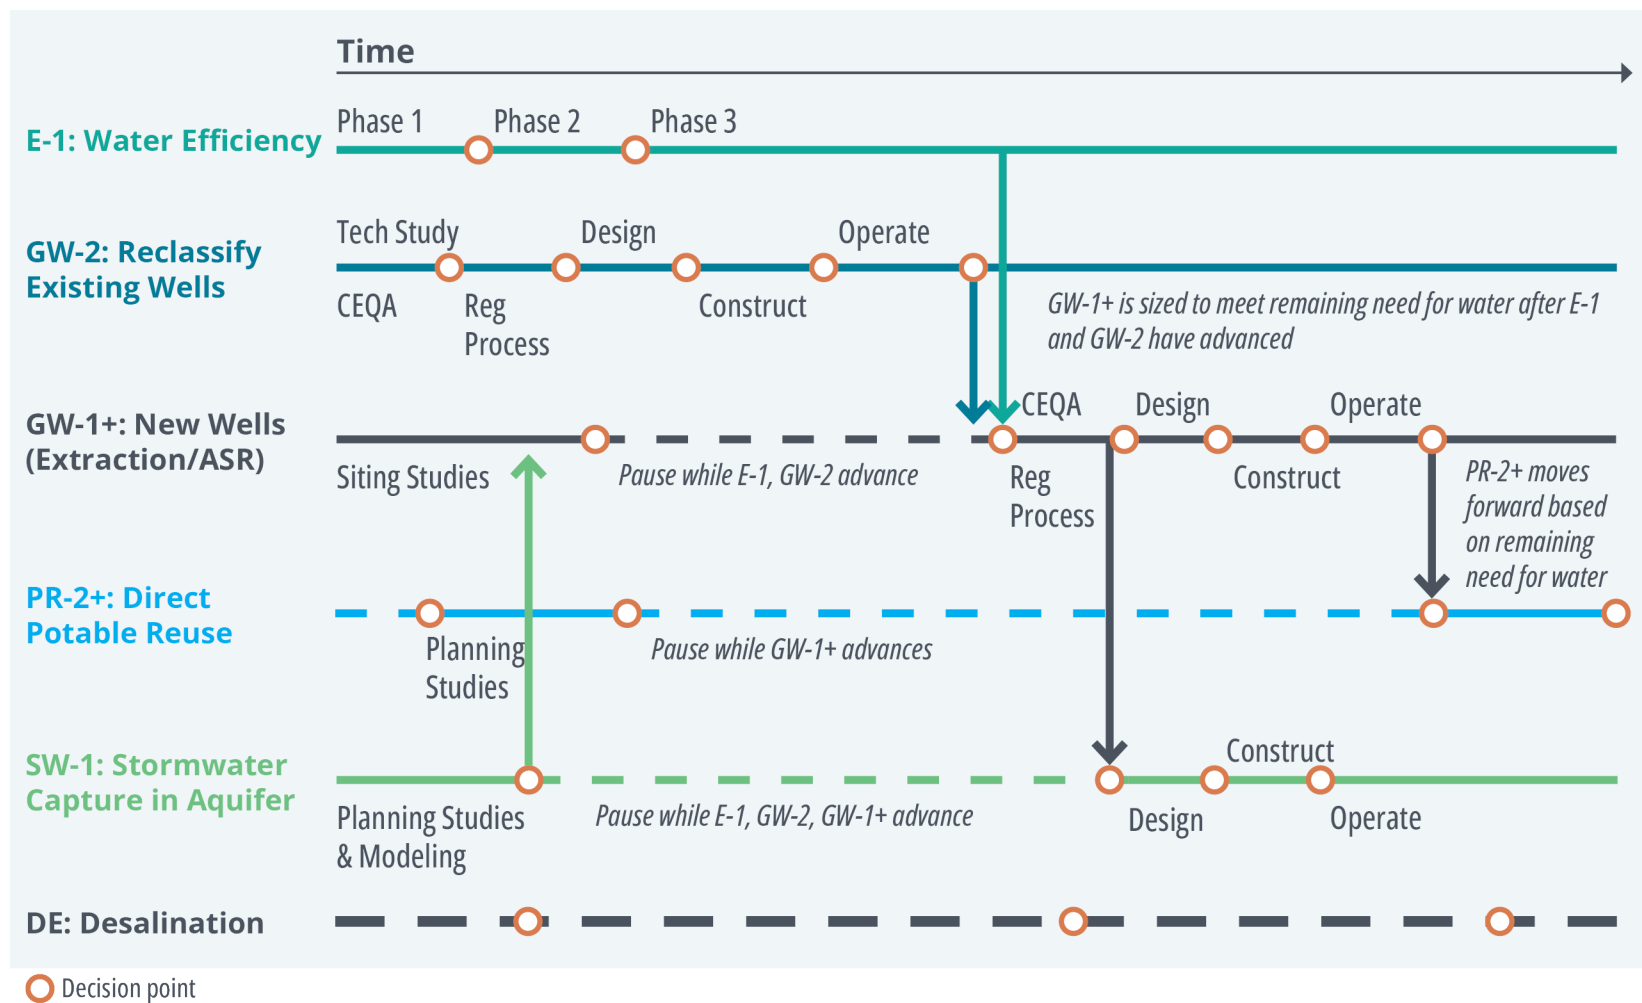 Time
E-1: Water Efficiency
Phase 1
Phase 2
Phase 3
GW-2: Reclassify
Existing Wells
Tech Study
Design
Operate
CEQA
Reg
Process
Construct
GW-1+ is sized to meet remaining need for water after E-1
and GW-2 have advanced
GW-1+: New Wells
(Extraction/ASR)
CEQA
Design
Operate
Siting Studies
Pause while E-1, GW-2 advance
Reg
Process
Construct
PR-2+ moves
forward based
on remaining
need for water
PR-2+: Direct
Potable Reuse
Planning
Studies
Pause while GW-1+ advances
SW-1: Stormwater
Capture in Aquifer
Construct
Planning Studies
& Modeling
Pause while E-1, GW-2, GW-1+ advance
Design
Operate
DE: Desalination
Decision point